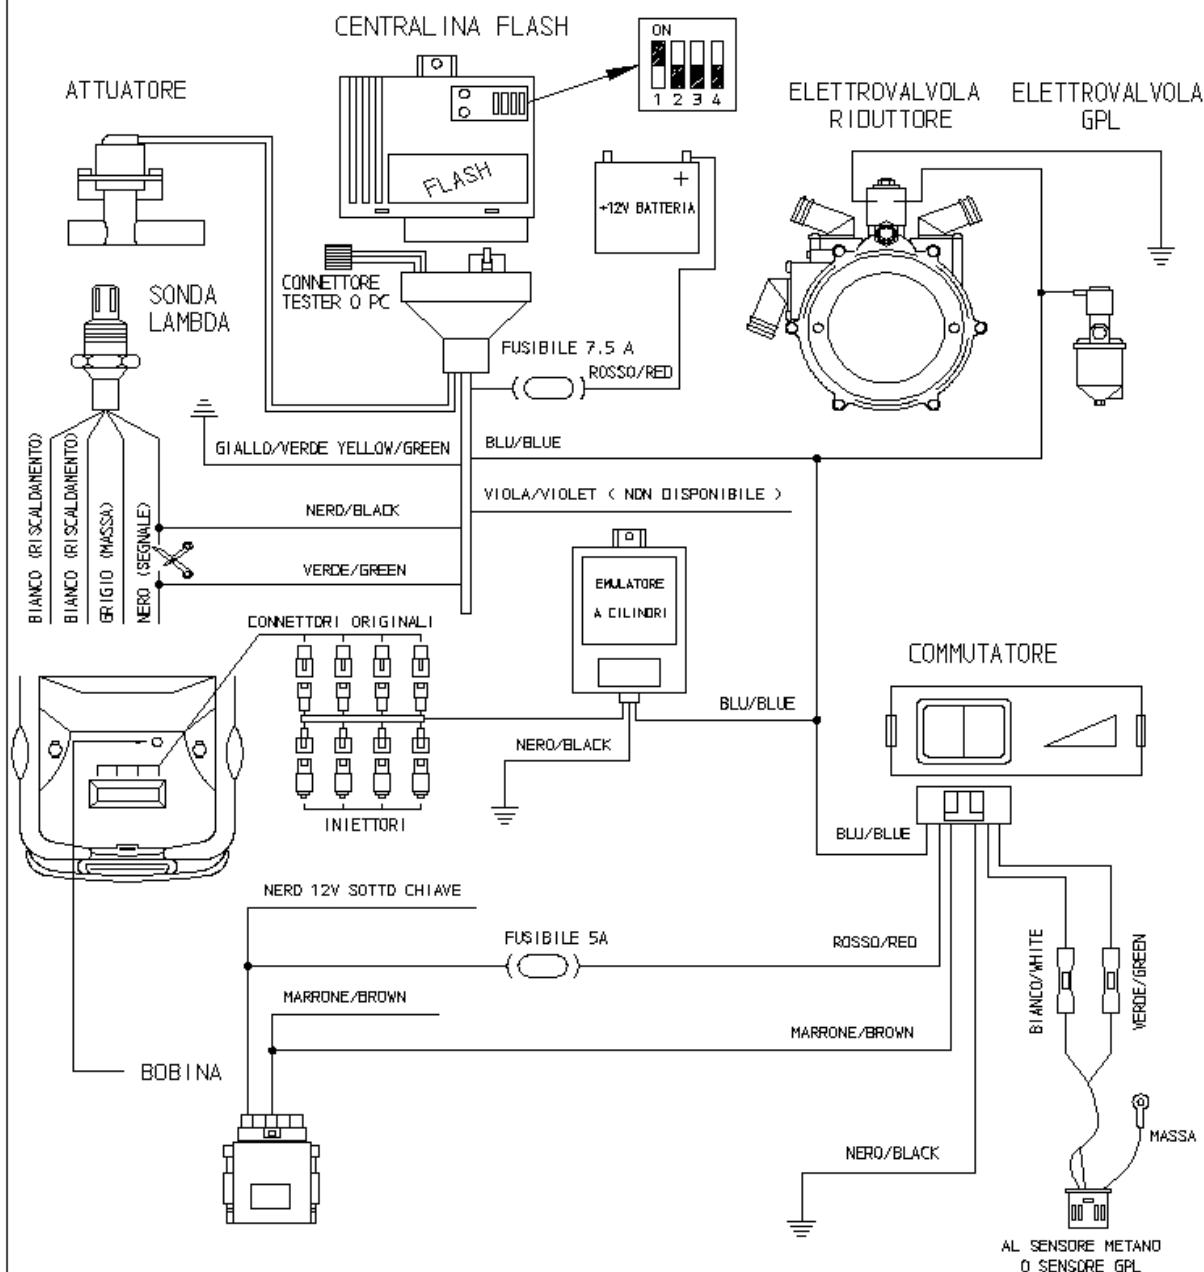 CENTRALINA FLASH
ON
1 2 3 4
ATTUATORE
ELETTROVALVOLA
RIDUTTORE
ELETTROVALVOLA
GPL
FLASH
+
+12V BATTERIA
CONNETTORE
TESTER O PC
SONDA
LAMBDA
FUSIBILE 7.5 A
ROSSO/RED
GIALLO/VERDE YELLOW/GREEN
BLU/BLUE
VIOLA/VIOLET ( NON DISPONIBILE )
NERO/BLACK
VERDE/GREEN
BIANCO (RISCALDAMENTO)
BIANCO (RISCALDAMENTO)
GRIGIO (MASSA)
NERO (SEGNALE)
EMULATORE
A CILINDRI
CONNETTORI ORIGINALI
COMMUTATORE
BLU/BLUE
NERO/BLACK
INIETTORI
BLU/BLUE
NERO 12V SOTTO CHIAVE
FUSIBILE 5A
ROSSO/RED
MARRONE/BROWN
MARRONE/BROWN
BIANCO/WHITE
VERDE/GREEN
BOBINA
MASSA
NERO/BLACK
AL SENSORE METANO
O SENSORE GPL